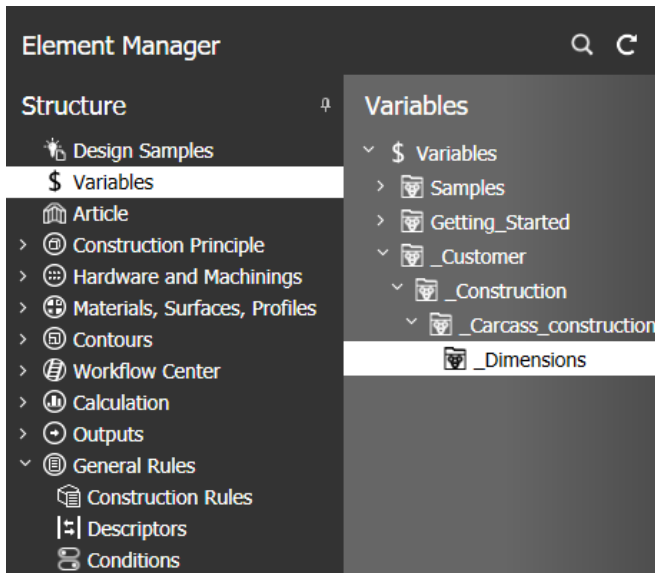 Element Manager
Structure
Design Samples
$ Variables
Article
Construction Principle
Hardware and Machinings
Materials, Surfaces, Profiles
Contours
Workflow Center
Calculation
Outputs
General Rules
Construction Rules
Descriptors
Conditions
Variables
$ Variables
Samples
Getting_Started
_Customer
_Construction
_Carcass_construction
_Dimensions